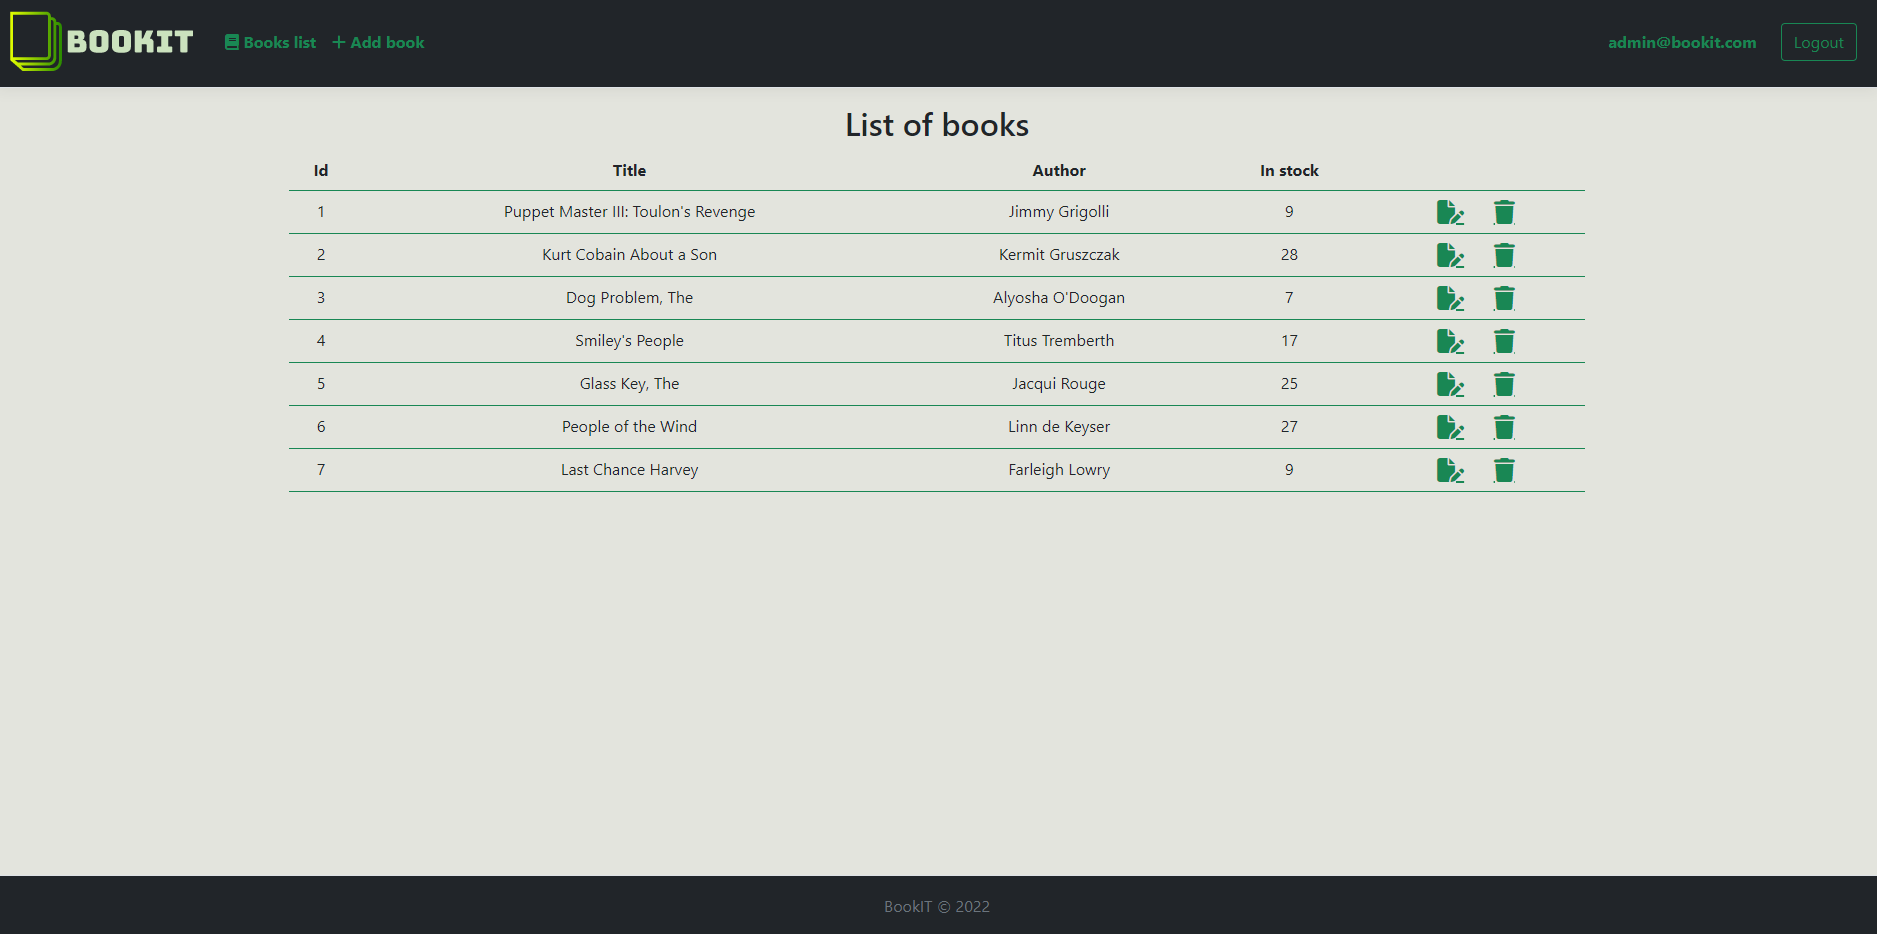 BOOKIT Books list Add book admin@bookit.com Logout
List of books
Id Title Author In stock
1 Puppet Master III: Toulon's Revenge Jimmy Grigolli 9
2 Kurt Cobain About a Son Kermit Gruszczak 28
3 Dog Problem, The Alyosha O'Doogan 7
4 Smiley's People Titus Tremberth 17
5 Glass Key, The Jacqui Rouge 25
6 People of the Wind Linn de Keyser 27
7 Last Chance Harvey Farleigh Lowry 9
BookIT © 2022